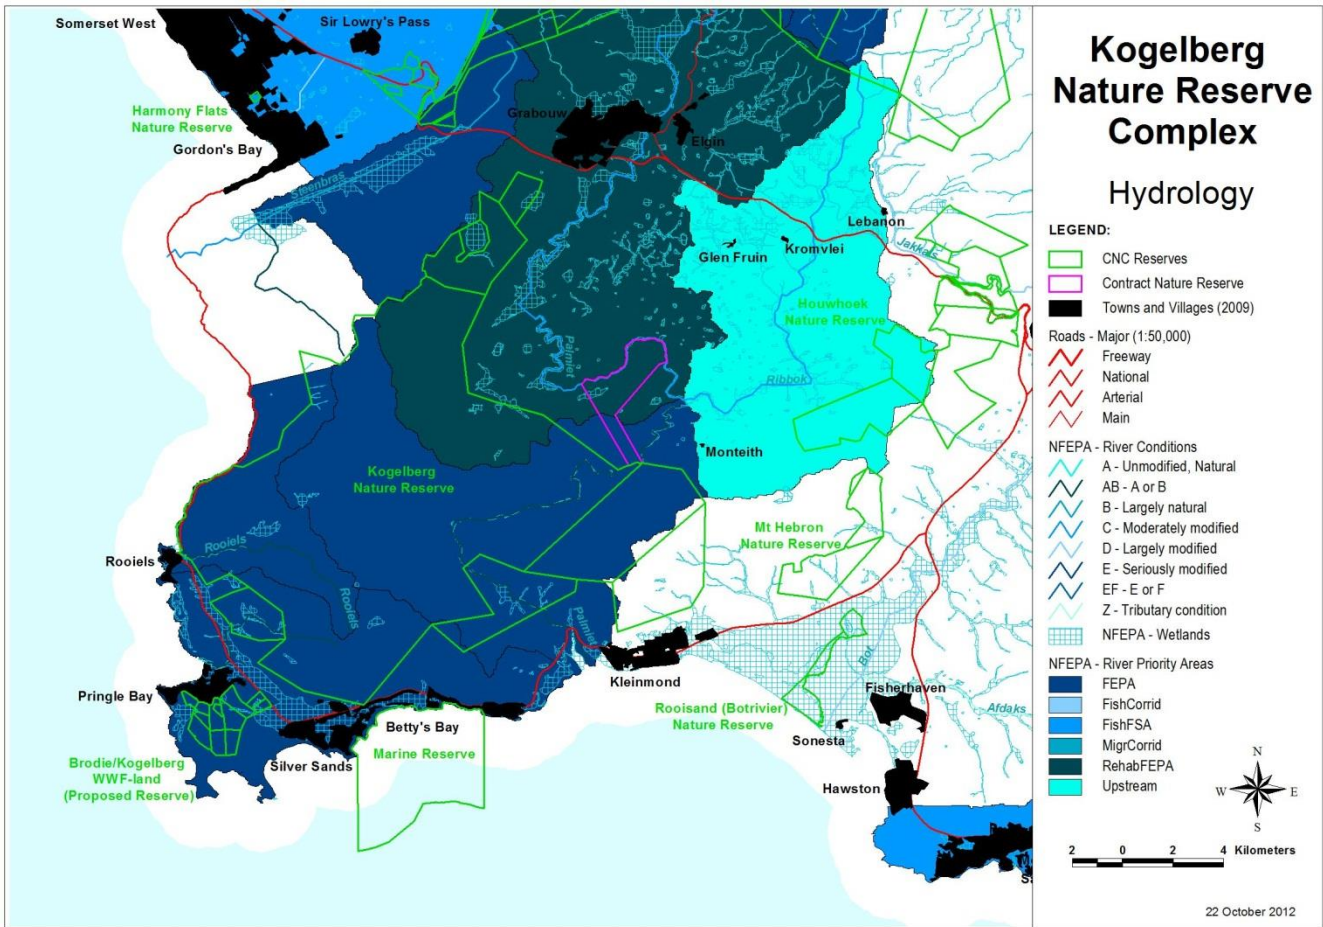 Somerset West
Sir Lowry's Pass
Harmony Flats
Nature Reserve
Gordon's Bay
Grabouw
Elgin
Steenbras
Lebanon
Jakkals
Glen Fruin
Kromvlei
Houwhoek
Nature Reserve
Palmiet
Ribbok
Monteith
Kogelberg
Nature Reserve
Mt Hebron
Nature Reserve
Rooiels
Rooiels
Rooiels
Palmiet
Kleinmond
Bot
Pringle Bay
Betty's Bay
Fisherhaven
Rooisand (Botrivier)
Nature Reserve
Afdaks
Sonesta
Marine Reserve
Brodie/Kogelberg
WWF-land
(Proposed Reserve)
Silver Sands
Hawston
Kogelberg
Nature Reserve
Complex
Hydrology
LEGEND:
CNC Reserves
Contract Nature Reserve
Towns and Villages (2009)
Roads - Major (1:50,000)
Freeway
National
Arterial
Main
NFEPA - River Conditions
A - Unmodified, Natural
AB - A or B
B - Largely natural
C - Moderately modified
D - Largely modified
E - Seriously modified
EF - E or F
Z - Tributary condition
NFEPA - Wetlands
NFEPA - River Priority Areas
FEPA
FishCorrid
FishFSA
MigrCorrid
RehabFEPA
Upstream
N
W E
S
2 0 2 4 Kilometers
22 October 2012